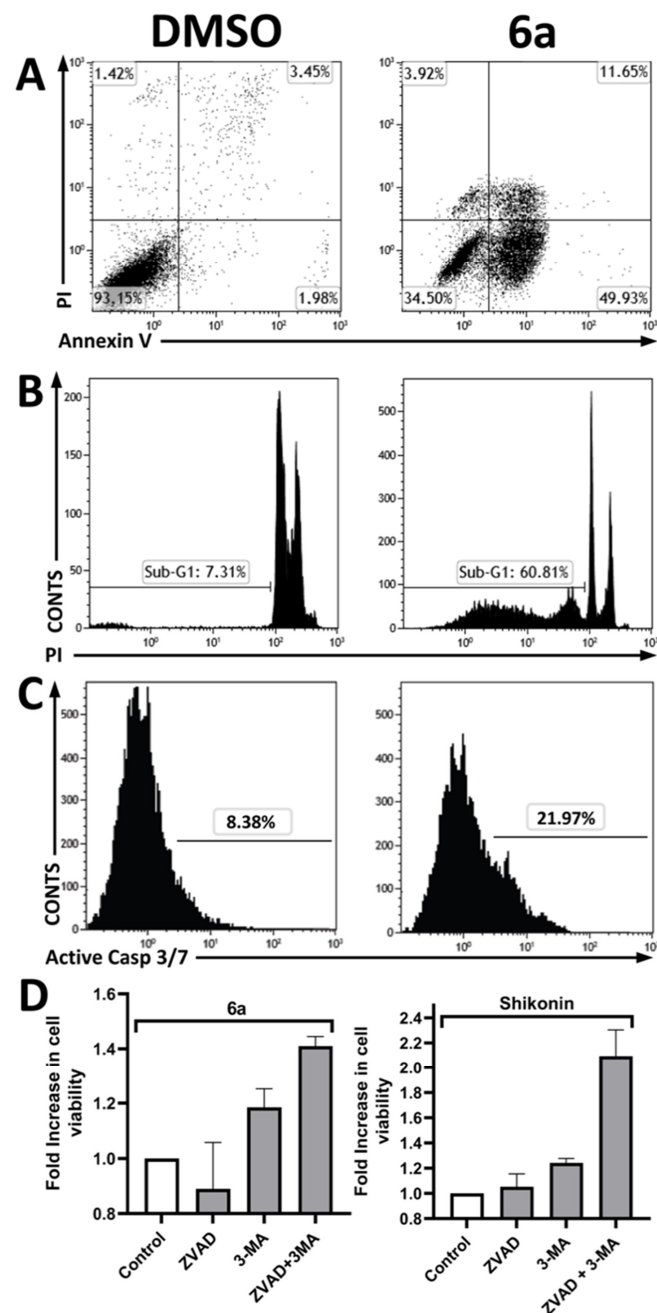 DMSO 6a
A
10³ 10³
1.42% 3.45% 3.92% 11.65%
10² 10²
10¹ 10¹
10⁰ 10⁰
93,15% 1.98% 34.50% 49.93%
10⁰ 10¹ 10² 10³ 10⁰ 10¹ 10² 10³
PI
Annexin V
B
200 500
150 400
100 300
50 200
0 100
0
Sub-G1: 7.31% Sub-G1: 60.81%
10⁰ 10¹ 10² 10³ 10⁰ 10¹ 10² 10³
CONTS
PI
C
500 500
400 400
300 300
200 200
100 100
0 0
8.38% 21.97%
10⁰ 10¹ 10² 10³ 10⁰ 10¹ 10² 10³
CONTS
Active Casp 3/7
D
6a
Fold Increase in cell
viability
1.6
1.4
1.2
1.0
0.8
Control ZVAD 3-MA ZVAD+3MA
Shikonin
Fold Increase in cell
viability
2.4
2.2
2.0
1.8
1.6
1.4
1.2
1.0
0.8
Control ZVAD 3-MA ZVAD + 3-MA